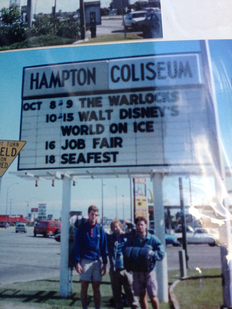 HAMPTON COLISEUM
OCT 8-9 THE WARLOCKS
10-15 WALT DISNEY'S
WORLD ON ICE
16 JOB FAIR
18 SEAFEST